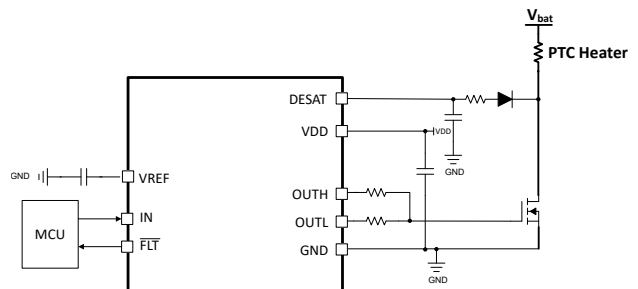 Vbat
PTC Heater
DESAT
VDD
VDD
GND
GND
VREF
OUTH
MCU
IN
OUTL
FLT
GND
GND